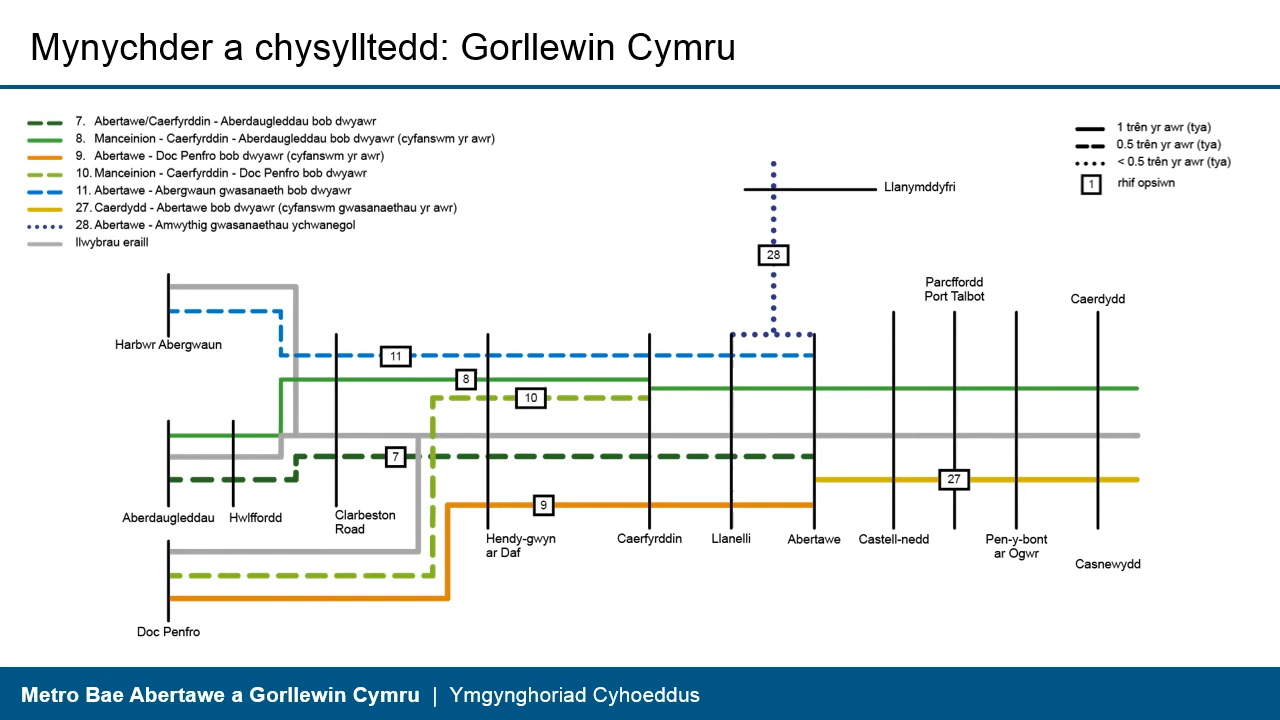 Mynychder a chysylltedd: Gorllewin Cymru
7. Abertawe/Caerfyrddin - Aberdaugleddau bob dwyawr
8. Manceinion - Caerfyrddin - Aberdaugleddau bob dwyawr (cyfanswm yr awr)
9. Abertawe - Doc Penfro bob dwyawr (cyfanswm yr awr)
10. Manceinion - Caerfyrddin - Doc Penfro bob dwyawr
11. Abertawe - Abergwaun gwasanaeth bob dwyawr
27. Caerdydd - Abertawe bob dwyawr (cyfanswm gwasanaethau yr awr)
28. Abertawe - Amwythig gwasanaethau ychwanegol
llwybrau eraill
1 trên yr awr (tya)
0.5 trên yr awr (tya)
< 0.5 trên yr awr (tya)
1 rhif opsiwn
Llanymddyfri
28
Parcffordd
Port Talbot
Caerdydd
Harbwr Abergwaun
11
8
10
7
27
9
Aberdaugleddau
Hwlffordd
Clarbeston
Road
Hendy-gwyn
ar Daf
Caerfyrddin
Llanelli
Abertawe
Castell-nedd
Pen-y-bont
ar Ogwr
Casnewydd
Doc Penfro
Metro Bae Abertawe a Gorllewin Cymru | Ymgynghoriad Cyhoeddus